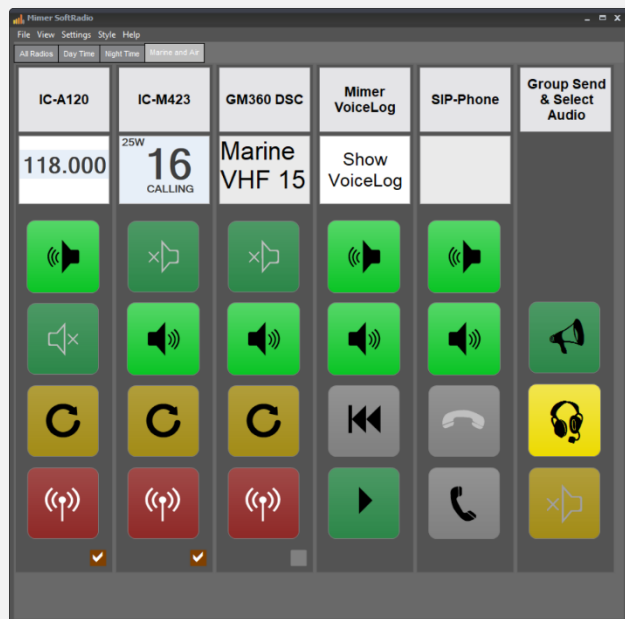 Mimer SoftRadio
File View Settings Style Help
All Radios Day Time Night Time Marine and Air
IC-A120
IC-M423
GM360 DSC
Mimer
VoiceLog
SIP-Phone
Group Send
& Select
Audio
118.000
25W
16
CALLING
Marine
VHF 15
Show
VoiceLog